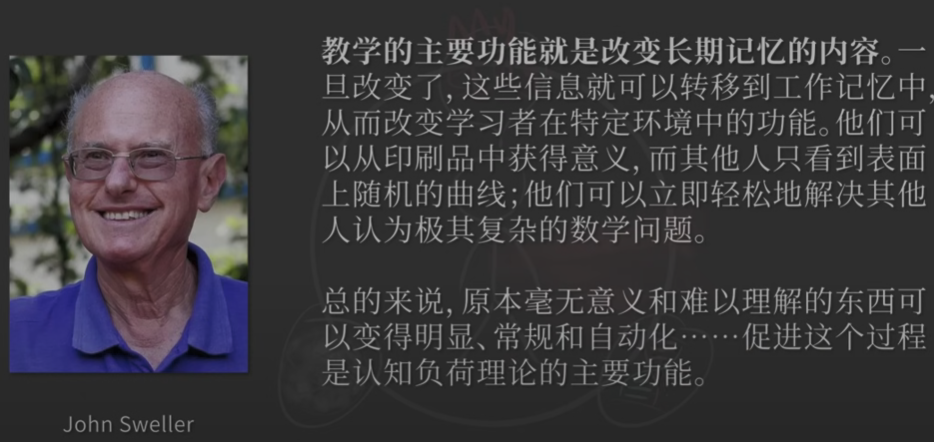 教学的主要功能就是改变长期记忆的内容。一
旦改变了,这些信息就可以转移到工作记忆中,
从而改变学习者在特定环境中的功能。他们可
以从印刷品中获得意义,而其他人只看到表面
上随机的曲线;他们可以立即轻松地解决其他
人认为极其复杂的数学问题。
总的来说,原本毫无意义和难以理解的东西可
以变得明显、常规和自动化……促进这个过程
是认知负荷理论的主要功能。
John Sweller